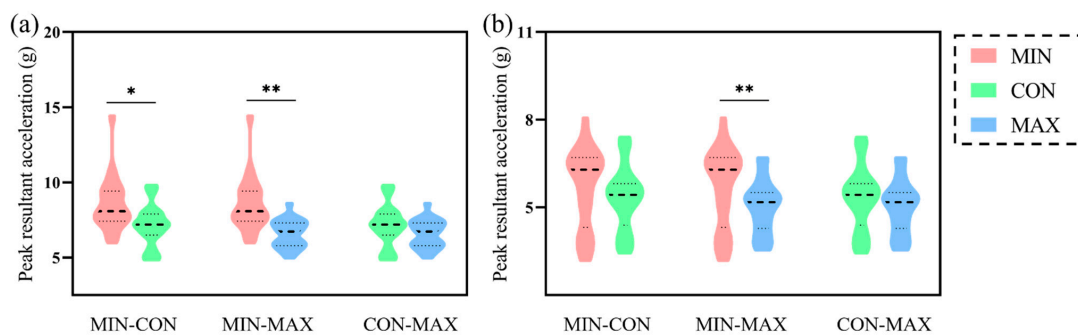 (a)
Peak resultant acceleration (g)
20
15
10
5
*
**
MIN-CON
MIN-MAX
CON-MAX
(b)
Peak resultant acceleration (g)
11
8
5
**
MIN-CON
MIN-MAX
CON-MAX
MIN
CON
MAX